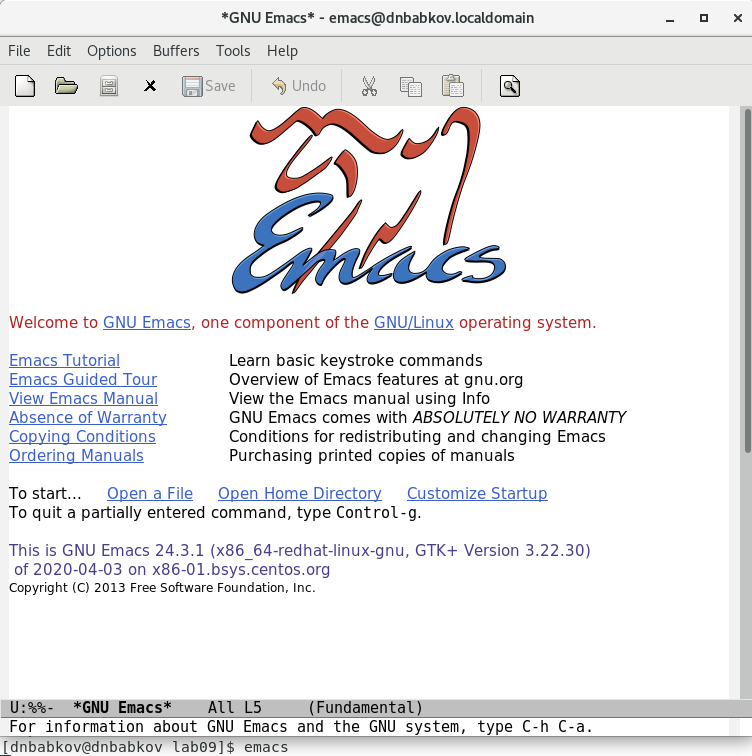 *GNU Emacs* - emacs@dnbabkov.localdomain
File Edit Options Buffers Tools Help
Save Undo
Emacs
Welcome to GNU Emacs, one component of the GNU/Linux operating system.
Emacs Tutorial Learn basic keystroke commands
Emacs Guided Tour Overview of Emacs features at gnu.org
View Emacs Manual View the Emacs manual using Info
Absence of Warranty GNU Emacs comes with ABSOLUTELY NO WARRANTY
Copying Conditions Conditions for redistributing and changing Emacs
Ordering Manuals Purchasing printed copies of manuals
To start... Open a File Open Home Directory Customize Startup
To quit a partially entered command, type Control-g.
This is GNU Emacs 24.3.1 (x86_64-redhat-linux-gnu, GTK+ Version 3.22.30)
of 2020-04-03 on x86-01.bsys.centos.org
Copyright (C) 2013 Free Software Foundation, Inc.
U:%%- *GNU Emacs* All L5 (Fundamental)
For information about GNU Emacs and the GNU system, type C-h C-a.
[dnbabkov@dnbabkov lab09]$ emacs